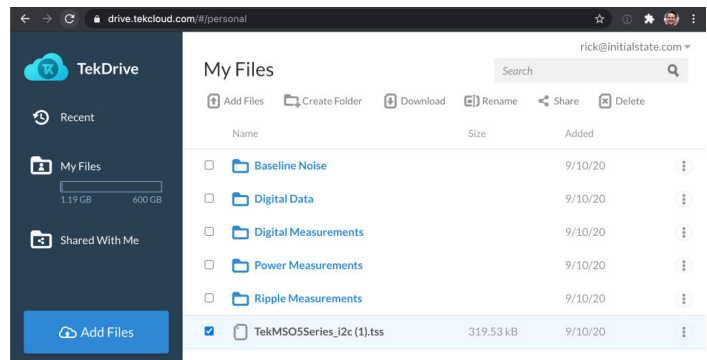 drive.tekcloud.com/#/personal
TekDrive
Recent
My Files
1.19 GB 600 GB
Shared With Me
Add Files
rick@initialstate.com
My Files
Search
Add Files Create Folder Download Rename Share Delete
Name Size Added
Baseline Noise 9/10/20
Digital Data 9/10/20
Digital Measurements 9/10/20
Power Measurements 9/10/20
Ripple Measurements 9/10/20
TekMSO5Series_i2c (1).tss 319.53 kB 9/10/20